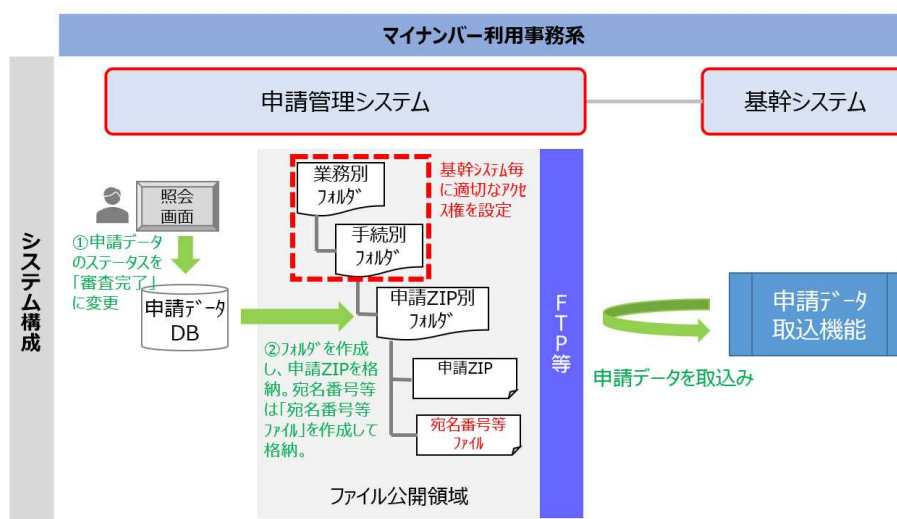 マイナンバー利用事務系
システム構成
申請管理システム
基幹システム
照会
画面
①申請データ
のステータスを
「審査完了」
に変更
申請データ
DB
業務別
フォルダ
手続別
フォルダ
基幹システム毎
に適切なアクセ
ス権を設定
申請ZIP別
フォルダ
②フォルダを作成
し、申請ZIPを格
納。宛名番号等
は「宛名番号等
ファイル」を作成して
格納。
申請ZIP
宛名番号等
ファイル
ファイル公開領域
FTP等
申請データを取込み
申請データ
取込機能